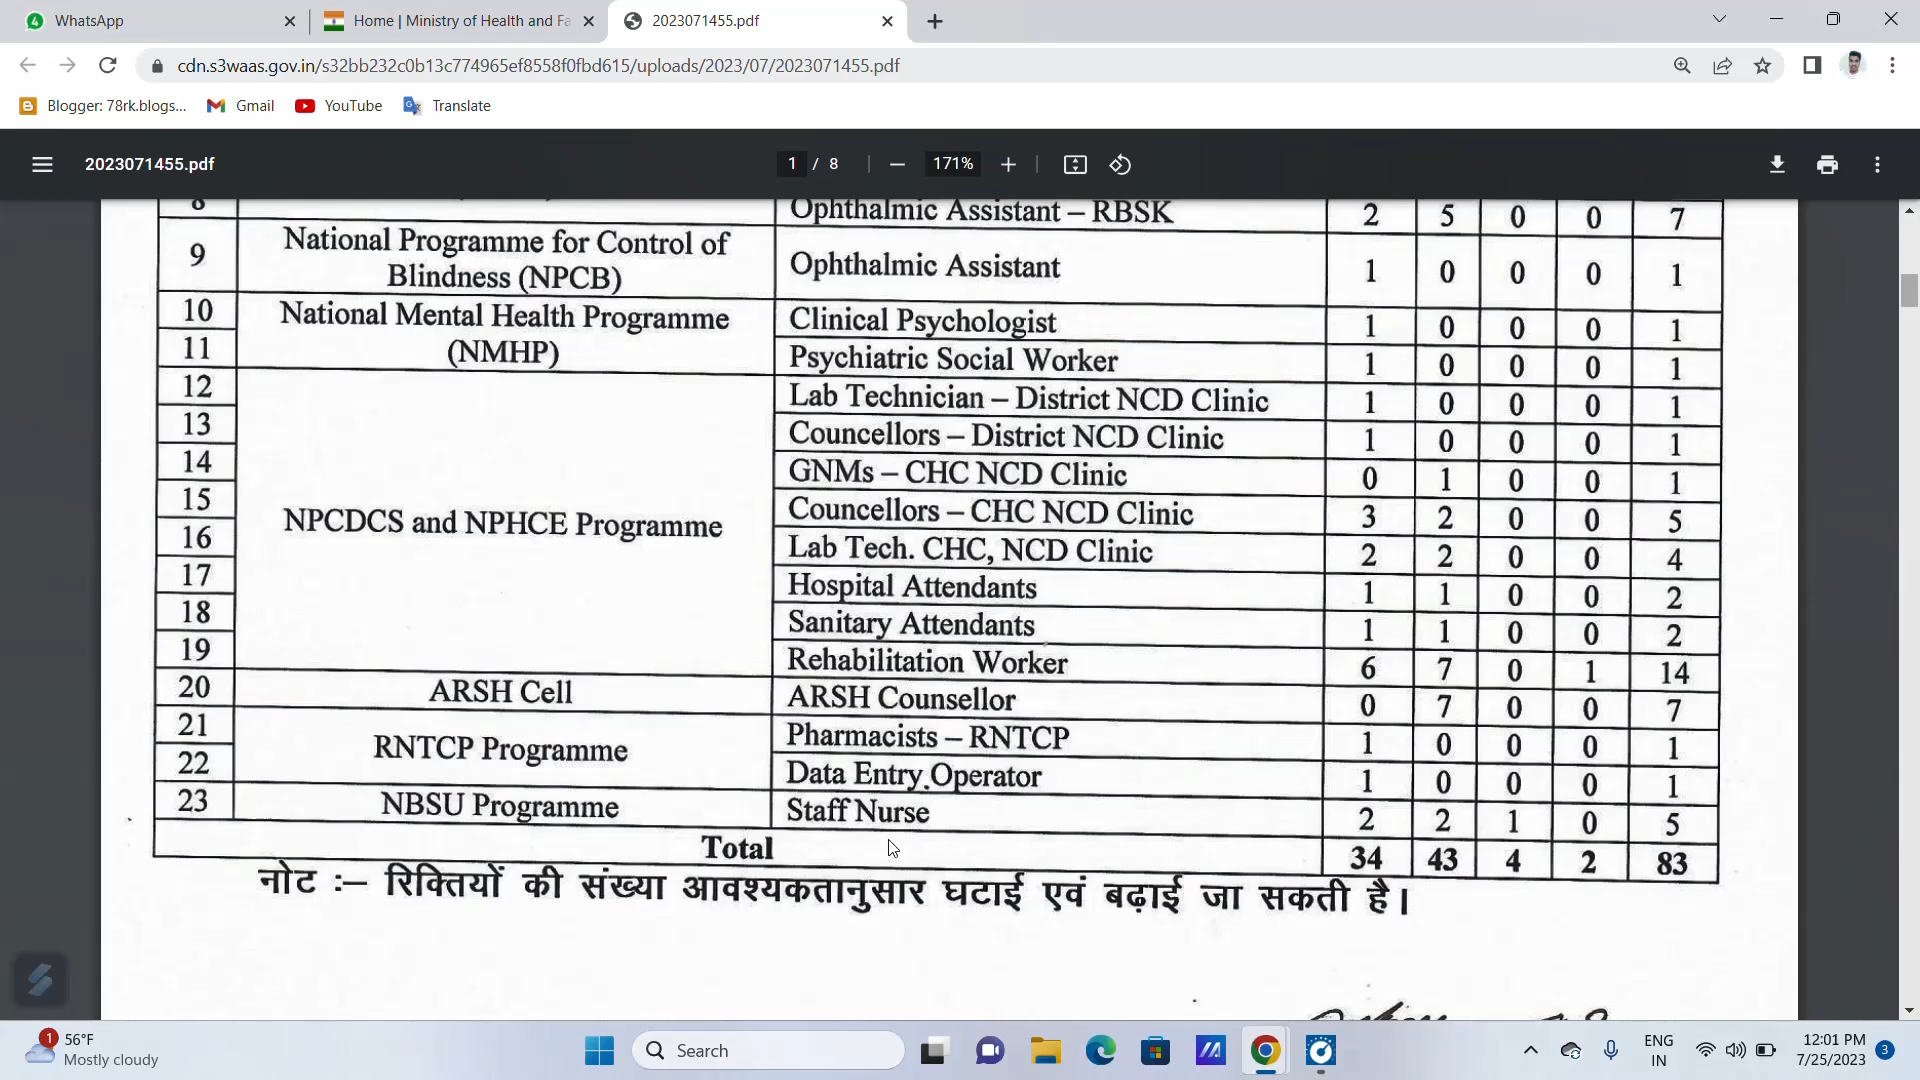 WhatsApp
Home | Ministry of Health and Fa
2023071455.pdf
cdn.s3waas.gov.in/s32bb232c0b13c774965ef8558f0fbd615/uploads/2023/07/2023071455.pdf
Blogger: 78rk.blogs... Gmail YouTube Translate
2023071455.pdf 1 / 8 171%
8 Ophthalmic Assistant – RBSK 2 5 0 0 7
9 National Programme for Control of Blindness (NPCB) Ophthalmic Assistant 1 0 0 0 1
10 National Mental Health Programme (NMHP) Clinical Psychologist 1 0 0 0 1
11 Psychiatric Social Worker 1 0 0 0 1
12 NPCDCS and NPHCE Programme Lab Technician – District NCD Clinic 1 0 0 0 1
13 Councellors – District NCD Clinic 1 0 0 0 1
14 GNMs – CHC NCD Clinic 0 1 0 0 1
15 Councellors – CHC NCD Clinic 3 2 0 0 5
16 Lab Tech. CHC, NCD Clinic 2 2 0 0 4
17 Hospital Attendants 1 1 0 0 2
18 Sanitary Attendants 1 1 0 0 2
19 Rehabilitation Worker 6 7 0 1 14
20 ARSH Cell ARSH Counsellor 0 7 0 0 7
21 RNTCP Programme Pharmacists – RNTCP 1 0 0 0 1
22 Data Entry Operator 1 0 0 0 1
23 NBSU Programme Staff Nurse 2 2 1 0 5
Total 34 43 4 2 83
नोट :– रिक्तियों की संख्या आवश्यकतानुसार घटाई एवं बढ़ाई जा सकती है।
1 56°F
Mostly cloudy
Search
ENG
IN
12:01 PM
7/25/2023
3